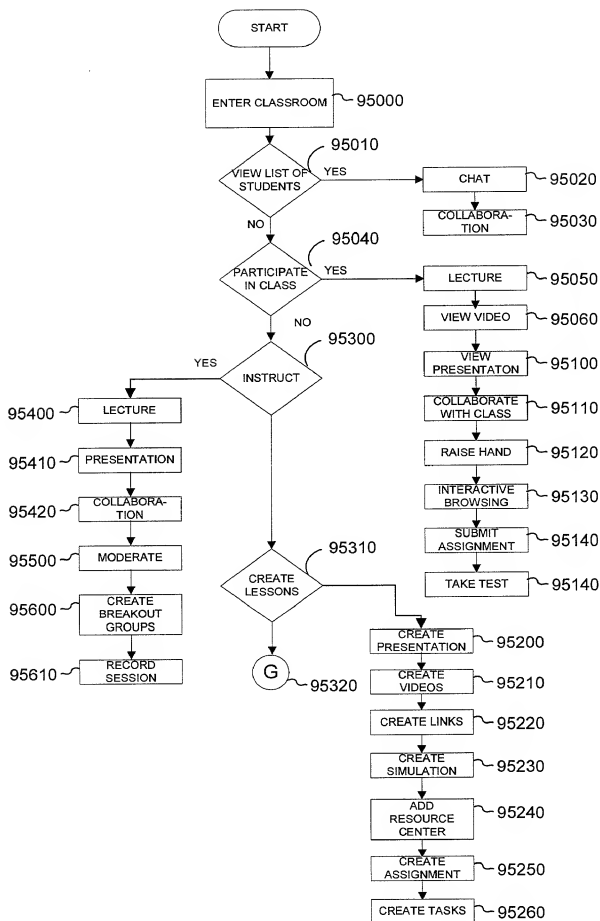 START
ENTER CLASSROOM
95000
VIEW LIST OF
STUDENTS
95010
YES
NO
CHAT
95020
COLLABORA-
TION
95030
PARTICIPATE
IN CLASS
95040
YES
NO
LECTURE
95050
VIEW VIDEO
95060
VIEW
PRESENTATON
95100
COLLABORATE
WITH CLASS
95110
RAISE HAND
95120
INTERACTIVE
BROWSING
95130
SUBMIT
ASSIGNMENT
95140
TAKE TEST
95140
INSTRUCT
95300
YES
LECTURE
95400
PRESENTATION
95410
COLLABORA-
TION
95420
MODERATE
95500
CREATE
BREAKOUT
GROUPS
95600
RECORD
SESSION
95610
CREATE
LESSONS
95310
G
95320
CREATE
PRESENTATION
95200
CREATE
VIDEOS
95210
CREATE LINKS
95220
CREATE
SIMULATION
95230
ADD
RESOURCE
CENTER
95240
CREATE
ASSIGNMENT
95250
CREATE TASKS
95260